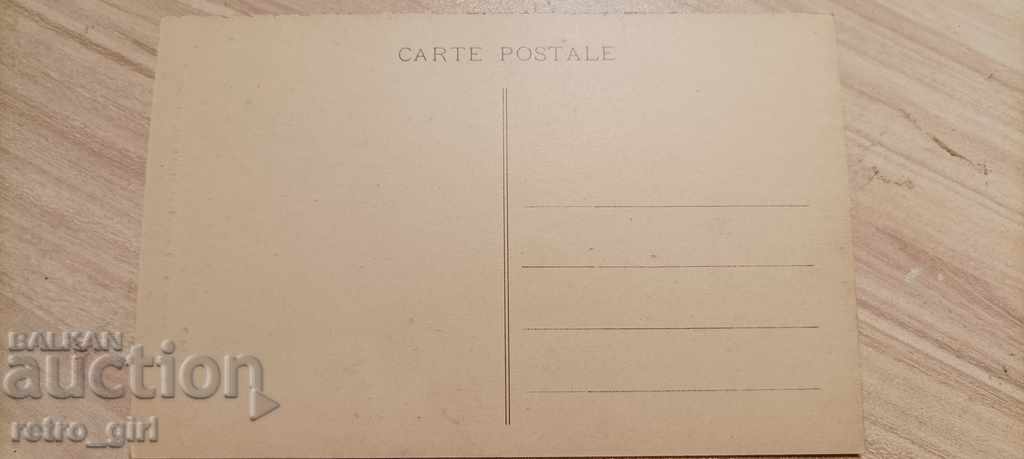 CARTE POSTALE
BALKAN
auction
retro_girl